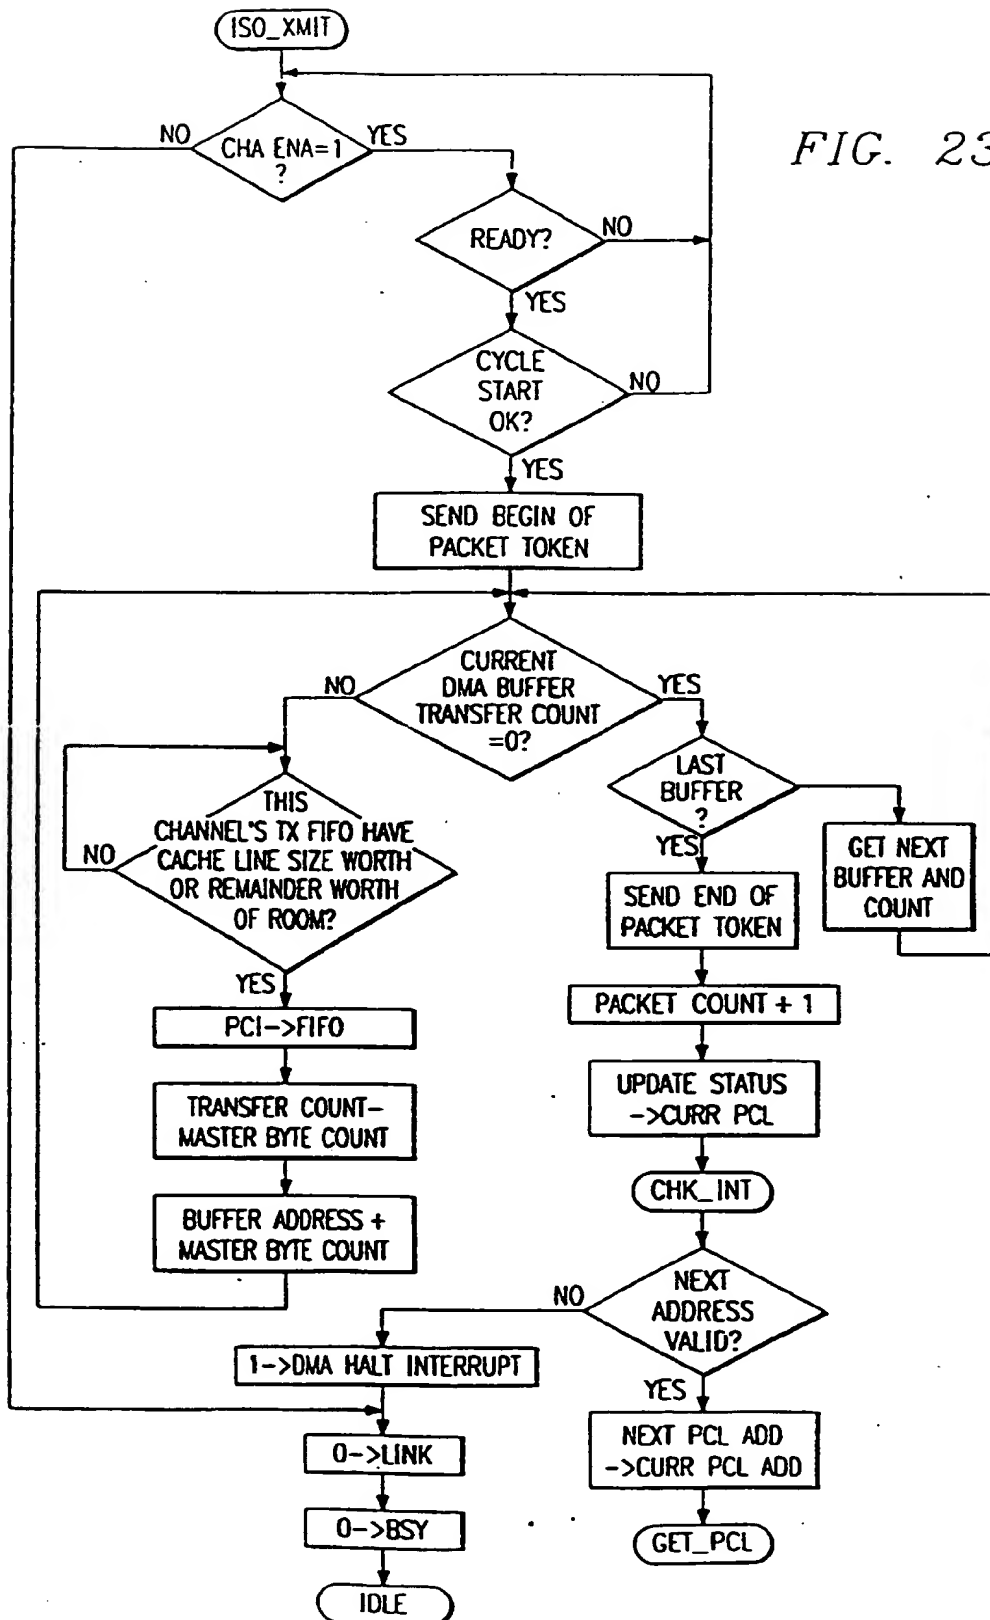 ISO_XMIT
NO
CHA ENA=1
?
YES
FIG. 23
READY?
NO
YES
CYCLE
START
OK?
NO
YES
SEND BEGIN OF
PACKET TOKEN
CURRENT
DMA BUFFER
TRANSFER COUNT
=0?
NO
YES
THIS
CHANNEL'S TX FIFO HAVE
CACHE LINE SIZE WORTH
OR REMAINDER WORTH
OF ROOM?
NO
YES
PCI->FIFO
TRANSFER COUNT-
MASTER BYTE COUNT
BUFFER ADDRESS +
MASTER BYTE COUNT
LAST
BUFFER
?
YES
GET NEXT
BUFFER AND
COUNT
SEND END OF
PACKET TOKEN
PACKET COUNT + 1
UPDATE STATUS
->CURR PCL
CHK_INT
NEXT
ADDRESS
VALID?
NO
YES
1->DMA HALT INTERRUPT
0->LINK
0->BSY
IDLE
NEXT PCL ADD
->CURR PCL ADD
GET_PCL